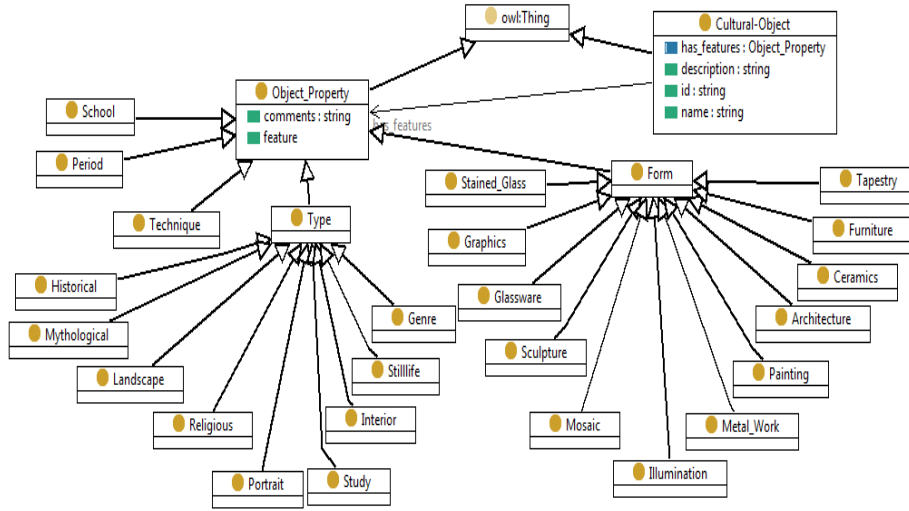 owl:Thing
Cultural-Object
has_features : Object_Property
description : string
id : string
name : string
Object_Property
comments : string
feature
has_features
School
Period
Technique
Type
Form
Stained_Glass
Tapestry
Graphics
Furniture
Historical
Glassware
Ceramics
Mythological
Genre
Architecture
Landscape
Stilllife
Sculpture
Painting
Religious
Interior
Mosaic
Metal_Work
Portrait
Study
Illumination